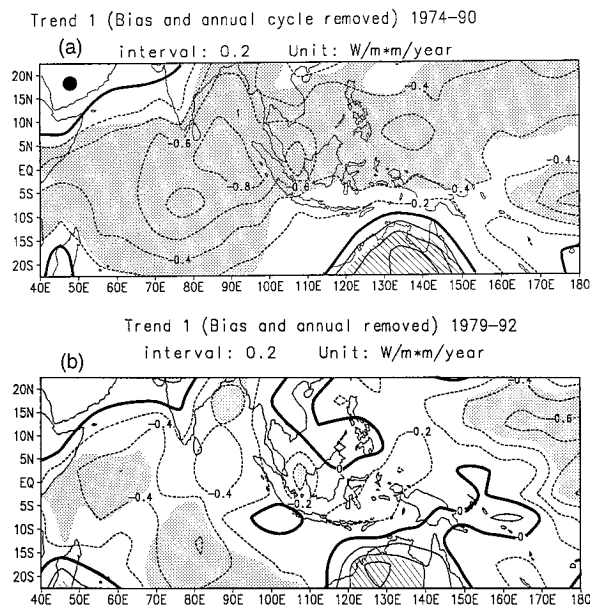 Trend 1 (Bias and annual cycle removed) 1974-90
(a) interval: 0.2 Unit: W/m*m/year
20N
15N
10N
5N
EQ
5S
10S
15S
20S
-0.4
-0.6
-0.8
-0.6
-0.4
-0.2
-0.4
-0.4
40E 50E 60E 70E 80E 90E 100E 110E 120E 130E 140E 150E 160E 170E 180
Trend 1 (Bias and annual removed) 1979-92
(b) interval: 0.2 Unit: W/m*m/year
20N
15N
10N
5N
EQ
5S
10S
15S
20S
-0.4
-0.4
-0.6
-0.2
0
-0.4
-0.4
0.2
0
0
0
40E 50E 60E 70E 80E 90E 100E 110E 120E 130E 140E 150E 160E 170E 180